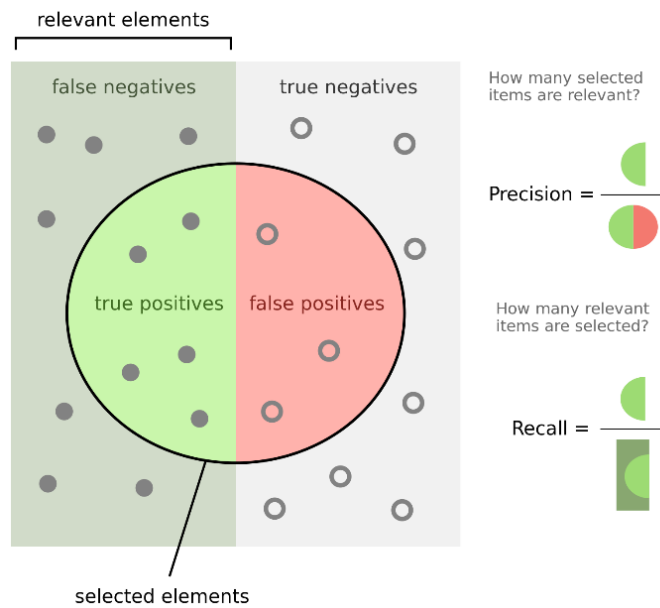 relevant elements
false negatives
true negatives
How many selected
items are relevant?
Precision =
true positives
false positives
How many relevant
items are selected?
Recall =
selected elements